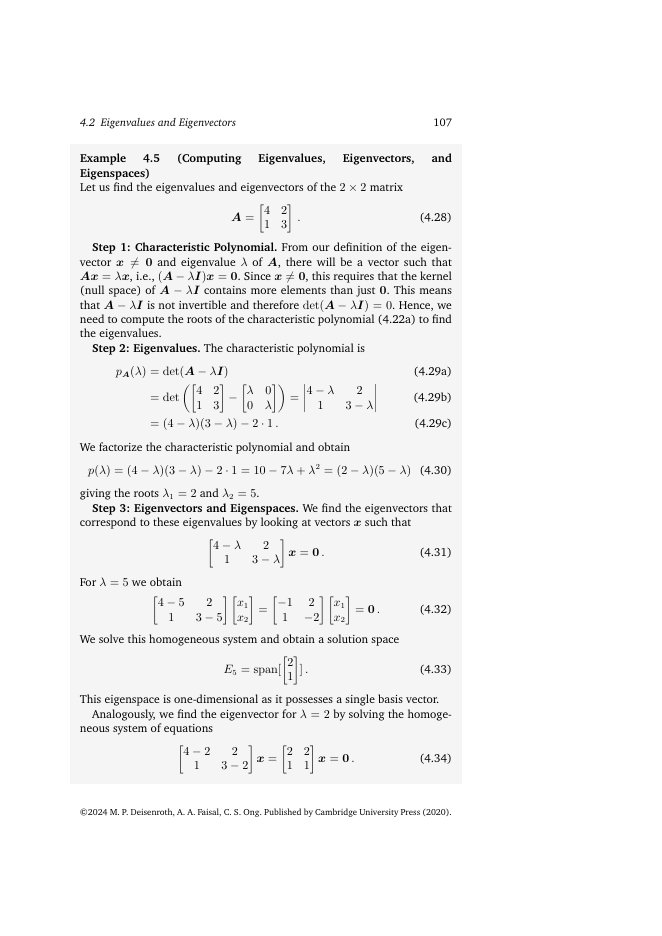 4.2 Eigenvalues and Eigenvectors 107
Example 4.5 (Computing Eigenvalues, Eigenvectors, and
Eigenspaces)
Let us find the eigenvalues and eigenvectors of the 2 × 2 matrix
A = [4 2; 1 3] . (4.28)
Step 1: Characteristic Polynomial. From our definition of the eigen-
vector x ≠ 0 and eigenvalue λ of A, there will be a vector such that
Ax = λx, i.e., (A − λI)x = 0. Since x ≠ 0, this requires that the kernel
(null space) of A − λI contains more elements than just 0. This means
that A − λI is not invertible and therefore det(A − λI) = 0. Hence, we
need to compute the roots of the characteristic polynomial (4.22a) to find
the eigenvalues.
Step 2: Eigenvalues. The characteristic polynomial is
p_A(λ) = det(A − λI) (4.29a)
= det ([4 2; 1 3] − [λ 0; 0 λ]) = |4 − λ 2; 1 3 − λ| (4.29b)
= (4 − λ)(3 − λ) − 2 · 1 . (4.29c)
We factorize the characteristic polynomial and obtain
p(λ) = (4 − λ)(3 − λ) − 2 · 1 = 10 − 7λ + λ² = (2 − λ)(5 − λ) (4.30)
giving the roots λ₁ = 2 and λ₂ = 5.
Step 3: Eigenvectors and Eigenspaces. We find the eigenvectors that
correspond to these eigenvalues by looking at vectors x such that
[4 − λ 2; 1 3 − λ] x = 0 . (4.31)
For λ = 5 we obtain
[4 − 5 2; 1 3 − 5] [x₁; x₂] = [−1 2; 1 −2] [x₁; x₂] = 0 . (4.32)
We solve this homogeneous system and obtain a solution space
E₅ = span[[2; 1]] . (4.33)
This eigenspace is one-dimensional as it possesses a single basis vector.
Analogously, we find the eigenvector for λ = 2 by solving the homoge-
neous system of equations
[4 − 2 2; 1 3 − 2] x = [2 2; 1 1] x = 0 . (4.34)
©2024 M. P. Deisenroth, A. A. Faisal, C. S. Ong. Published by Cambridge University Press (2020).